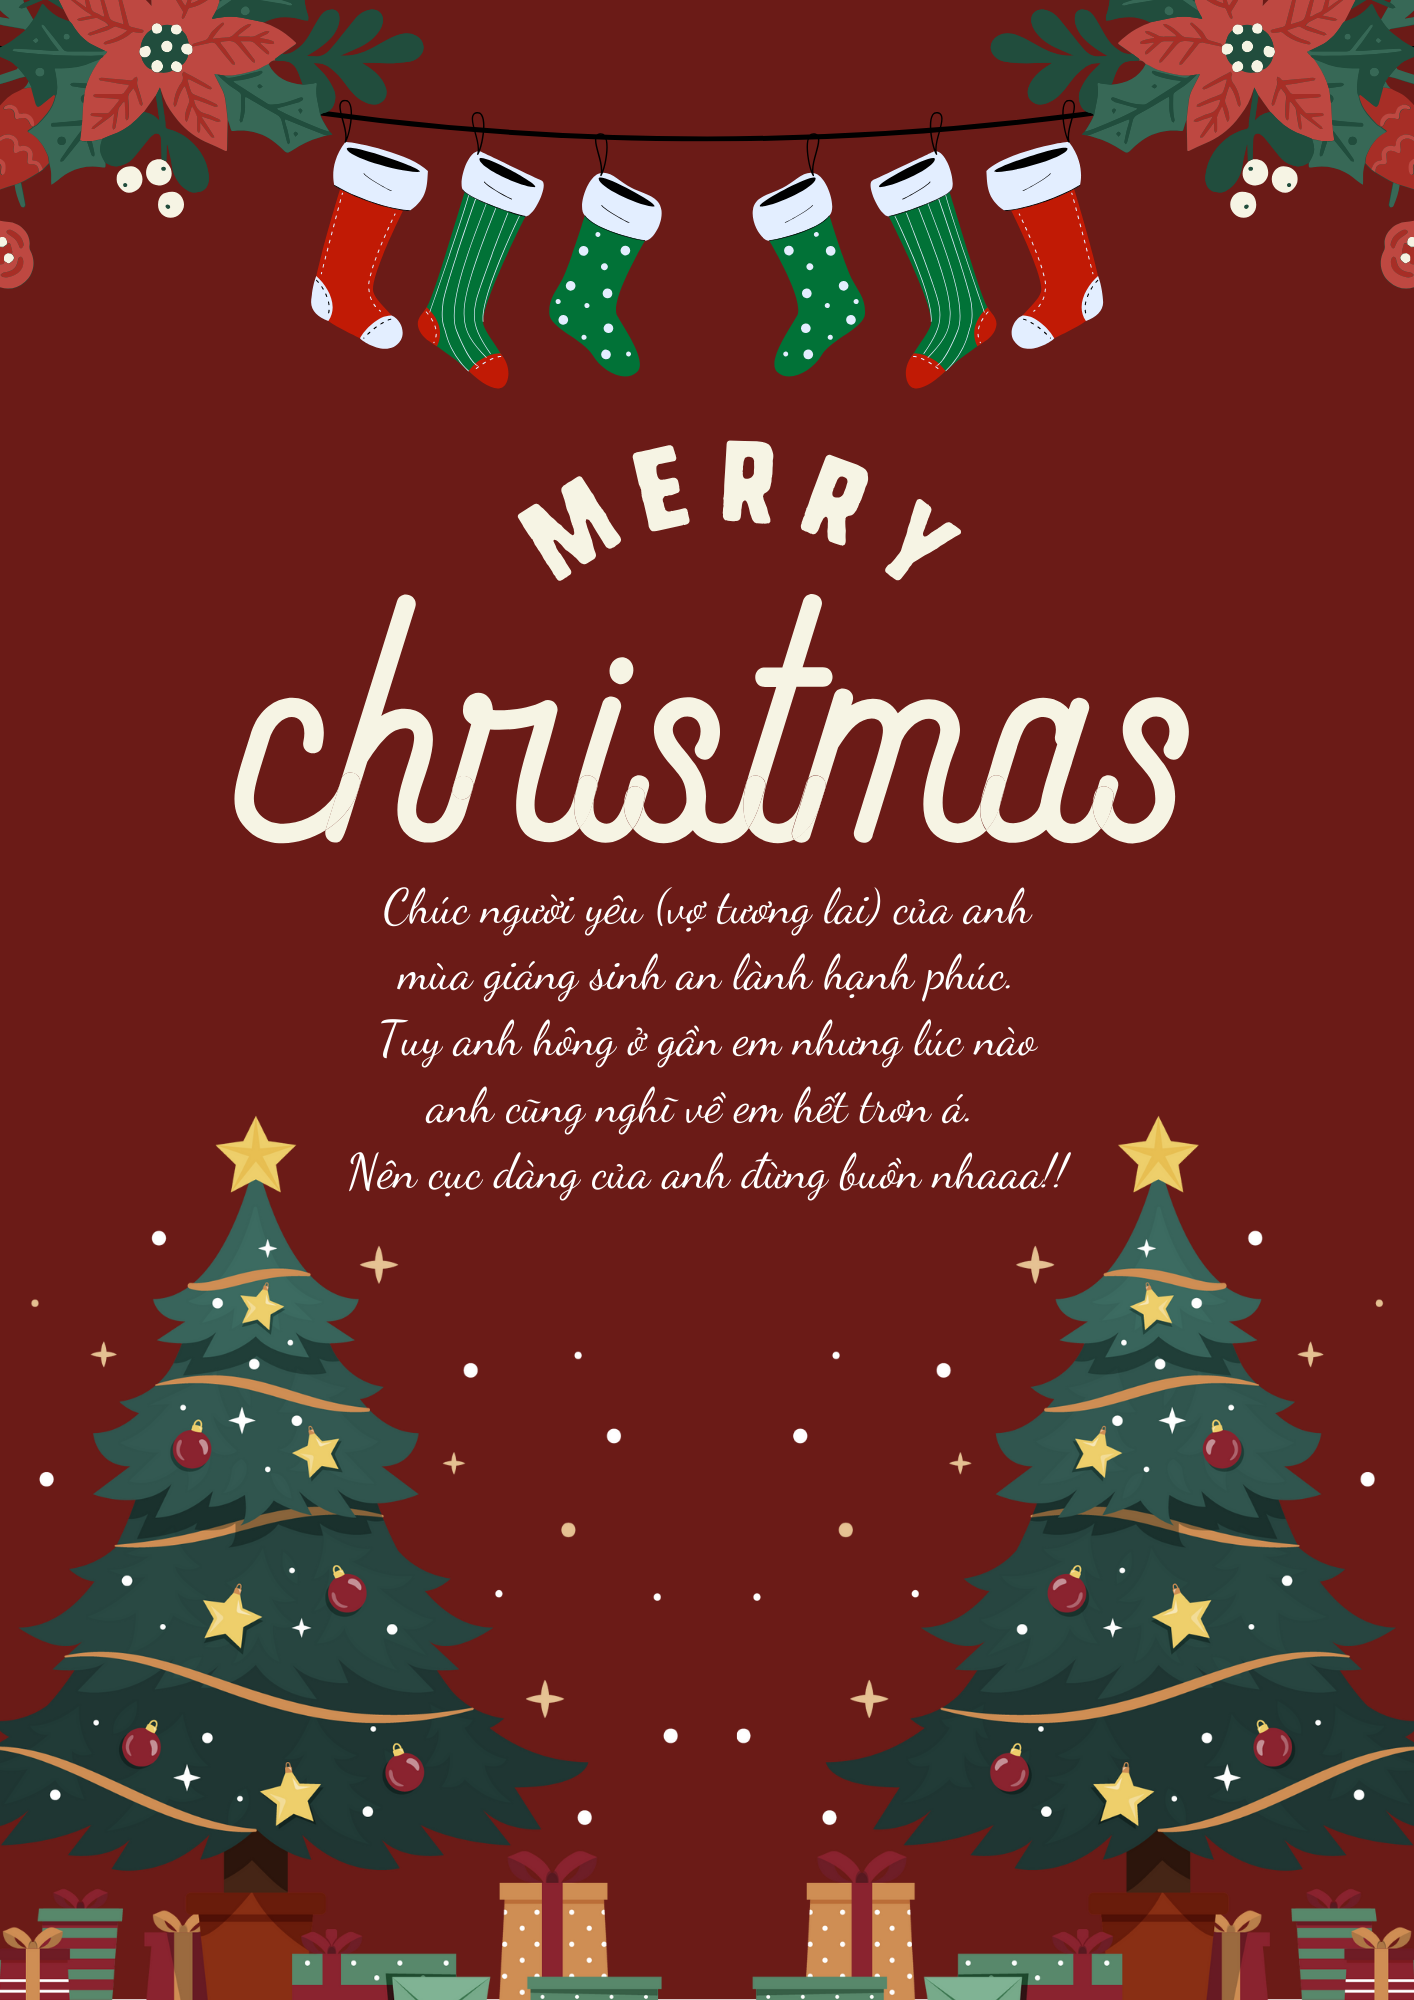 MERRY
christmas
Chúc người yêu (vợ tương lai) của anh
mùa giáng sinh an lành hạnh phúc.
Tuy anh hông ở gần em nhưng lúc nào
anh cũng nghĩ về em hết trơn á.
Nên cục dàng của anh đừng buồn nhaaa!!